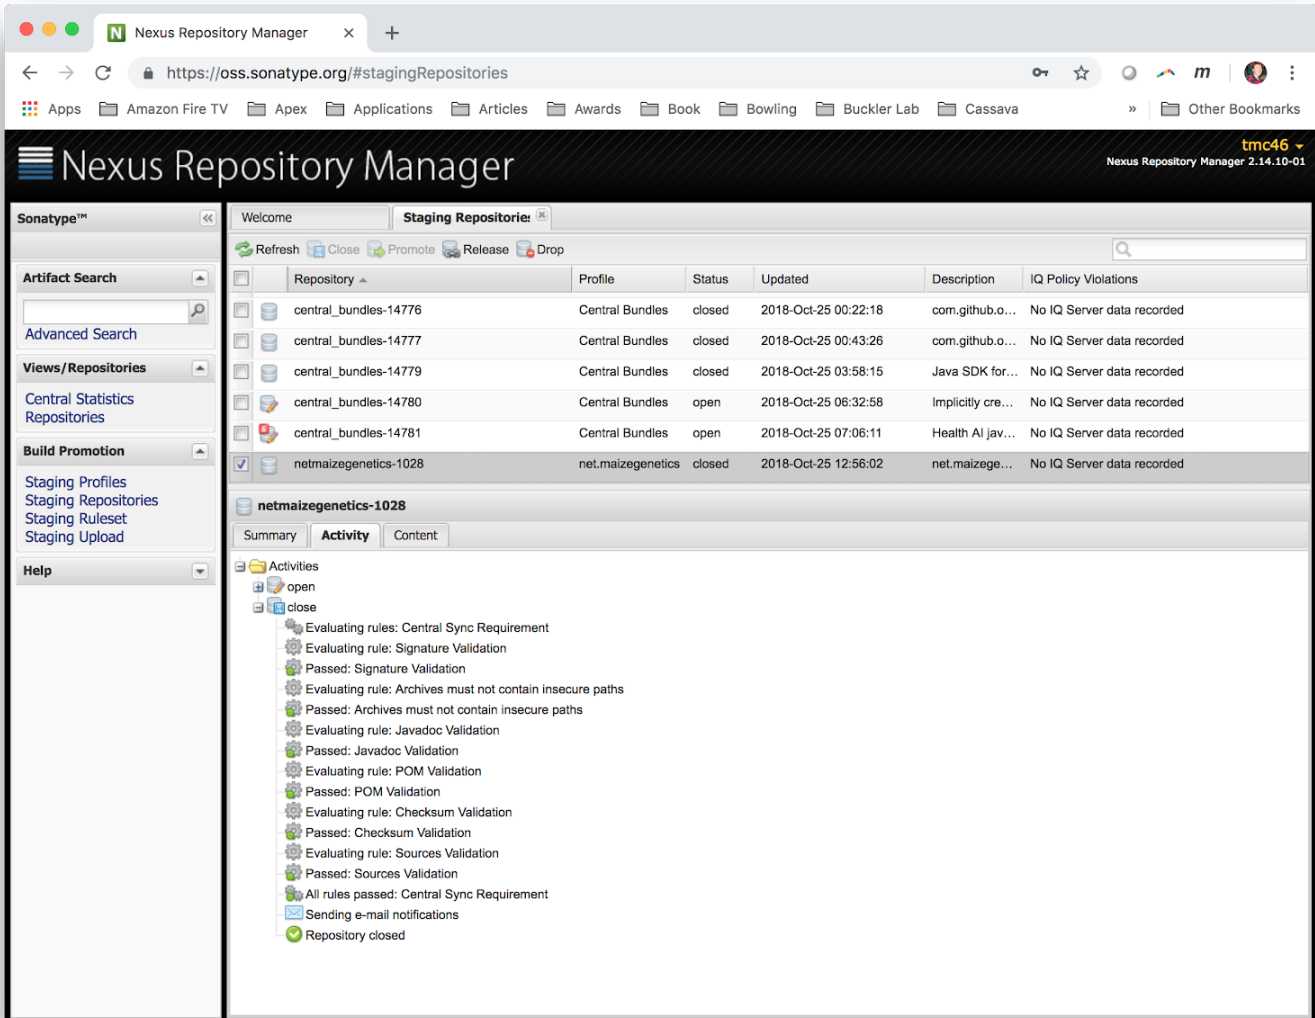 Nexus Repository Manager
https://oss.sonatype.org/#stagingRepositories
m
Apps Amazon Fire TV Apex Applications Articles Awards Book Bowling Buckler Lab Cassava » Other Bookmarks
Nexus Repository Manager
tmc46
Nexus Repository Manager 2.14.10-01
Sonatype™
Artifact Search
Advanced Search
Views/Repositories
Central Statistics
Repositories
Build Promotion
Staging Profiles
Staging Repositories
Staging Ruleset
Staging Upload
Help
Welcome Staging Repositories
Refresh Close Promote Release Drop
Repository Profile Status Updated Description IQ Policy Violations
central_bundles-14776 Central Bundles closed 2018-Oct-25 00:22:18 com.github.o... No IQ Server data recorded
central_bundles-14777 Central Bundles closed 2018-Oct-25 00:43:26 com.github.o... No IQ Server data recorded
central_bundles-14779 Central Bundles closed 2018-Oct-25 03:58:15 Java SDK for... No IQ Server data recorded
central_bundles-14780 Central Bundles open 2018-Oct-25 06:32:58 Implicitly cre... No IQ Server data recorded
central_bundles-14781 Central Bundles open 2018-Oct-25 07:06:11 Health AI jav... No IQ Server data recorded
netmaizegenetics-1028 net.maizegenetics closed 2018-Oct-25 12:56:02 net.maizege... No IQ Server data recorded
netmaizegenetics-1028
Summary Activity Content
Activities
open
close
Evaluating rules: Central Sync Requirement
Evaluating rule: Signature Validation
Passed: Signature Validation
Evaluating rule: Archives must not contain insecure paths
Passed: Archives must not contain insecure paths
Evaluating rule: Javadoc Validation
Passed: Javadoc Validation
Evaluating rule: POM Validation
Passed: POM Validation
Evaluating rule: Checksum Validation
Passed: Checksum Validation
Evaluating rule: Sources Validation
Passed: Sources Validation
All rules passed: Central Sync Requirement
Sending e-mail notifications
Repository closed